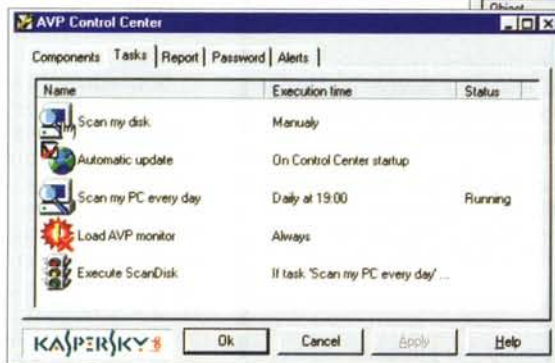 Object
AVP Control Center
Components Tasks Report Password Alerts
Name Execution time Status
Scan my disk Manualy
Automatic update On Control Center startup
Scan my PC every day Daily at 19:00 Running
Load AVP monitor Always
Execute ScanDisk If task 'Scan my PC every day' ...
KASPERSKY Ok Cancel Apply Help